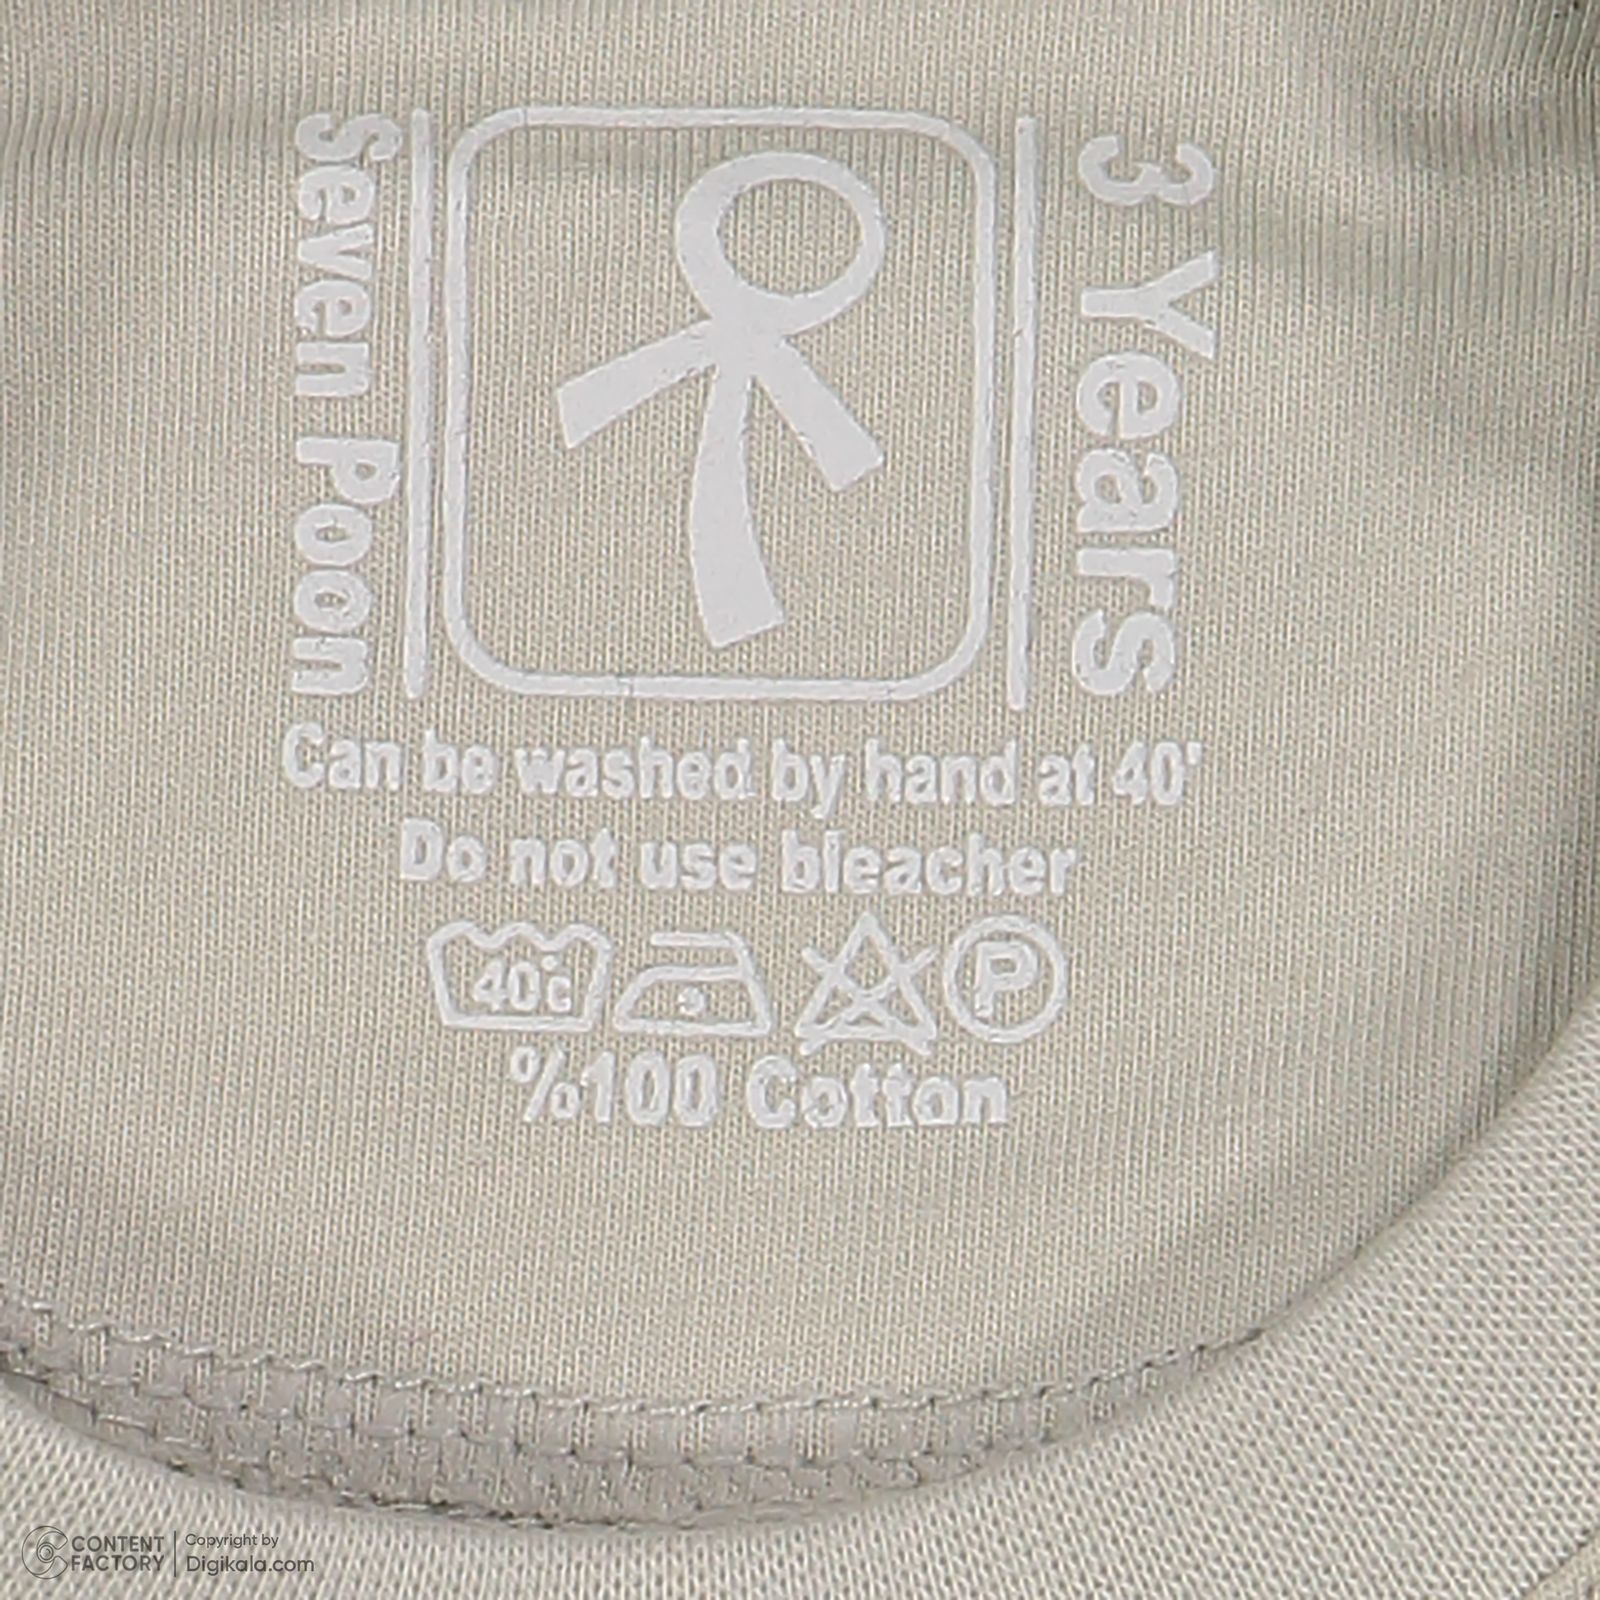 Seven Poon
3 Years
Can be washed by hand at 40'
Do not use bleacher
40°C
P
%100 Cotton
CONTENT FACTORY
Copyright by
Digikala.com